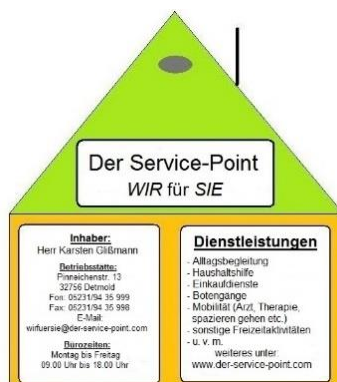 Der Service-Point
WIR für SIE
Inhaber:
Herr Karsten Glißmann
Betriebsstätte:
Pinneichenstr. 13
32756 Detmold
Fon: 05231/94 35 999
Fax: 05231/94 35 998
E-Mail:
wirfuersie@der-service-point.com
Bürozeiten:
Montag bis Freitag
09.00 Uhr bis 18.00 Uhr
Dienstleistungen
- Alltagsbegleitung
- Haushaltshilfe
- Einkaufdienste
- Botengänge
- Mobilität (Arzt, Therapie,
spazieren gehen etc.)
- sonstige Freizeitaktivitäten
- u. v. m.
weiteres unter:
www.der-service-point.com